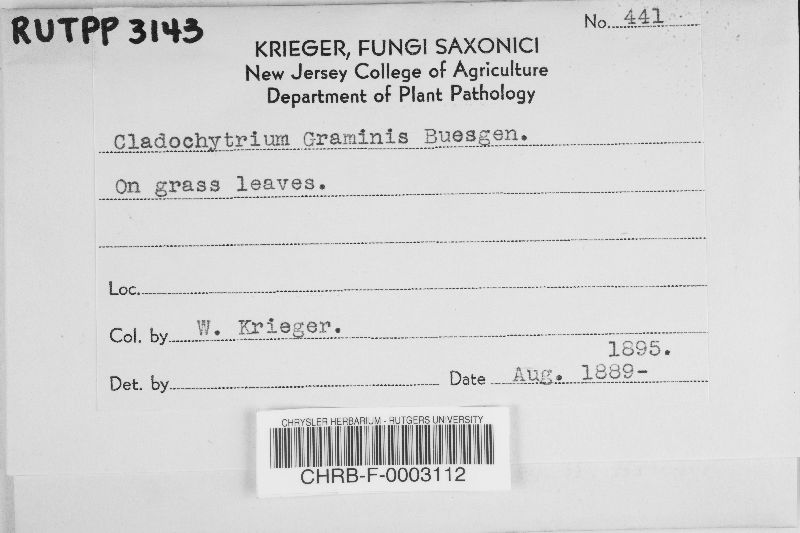 RUTPP 3143
No. 441
KRIEGER, FUNGI SAXONICI
New Jersey College of Agriculture
Department of Plant Pathology
Cladochytrium Graminis Buesgen.
On grass leaves.
Loc.
Col. by W. Krieger.
1895.
Det. by Date Aug. 1889-
CHRYSLER HERBARIUM - RUTGERS UNIVERSITY
CHRB-F-0003112